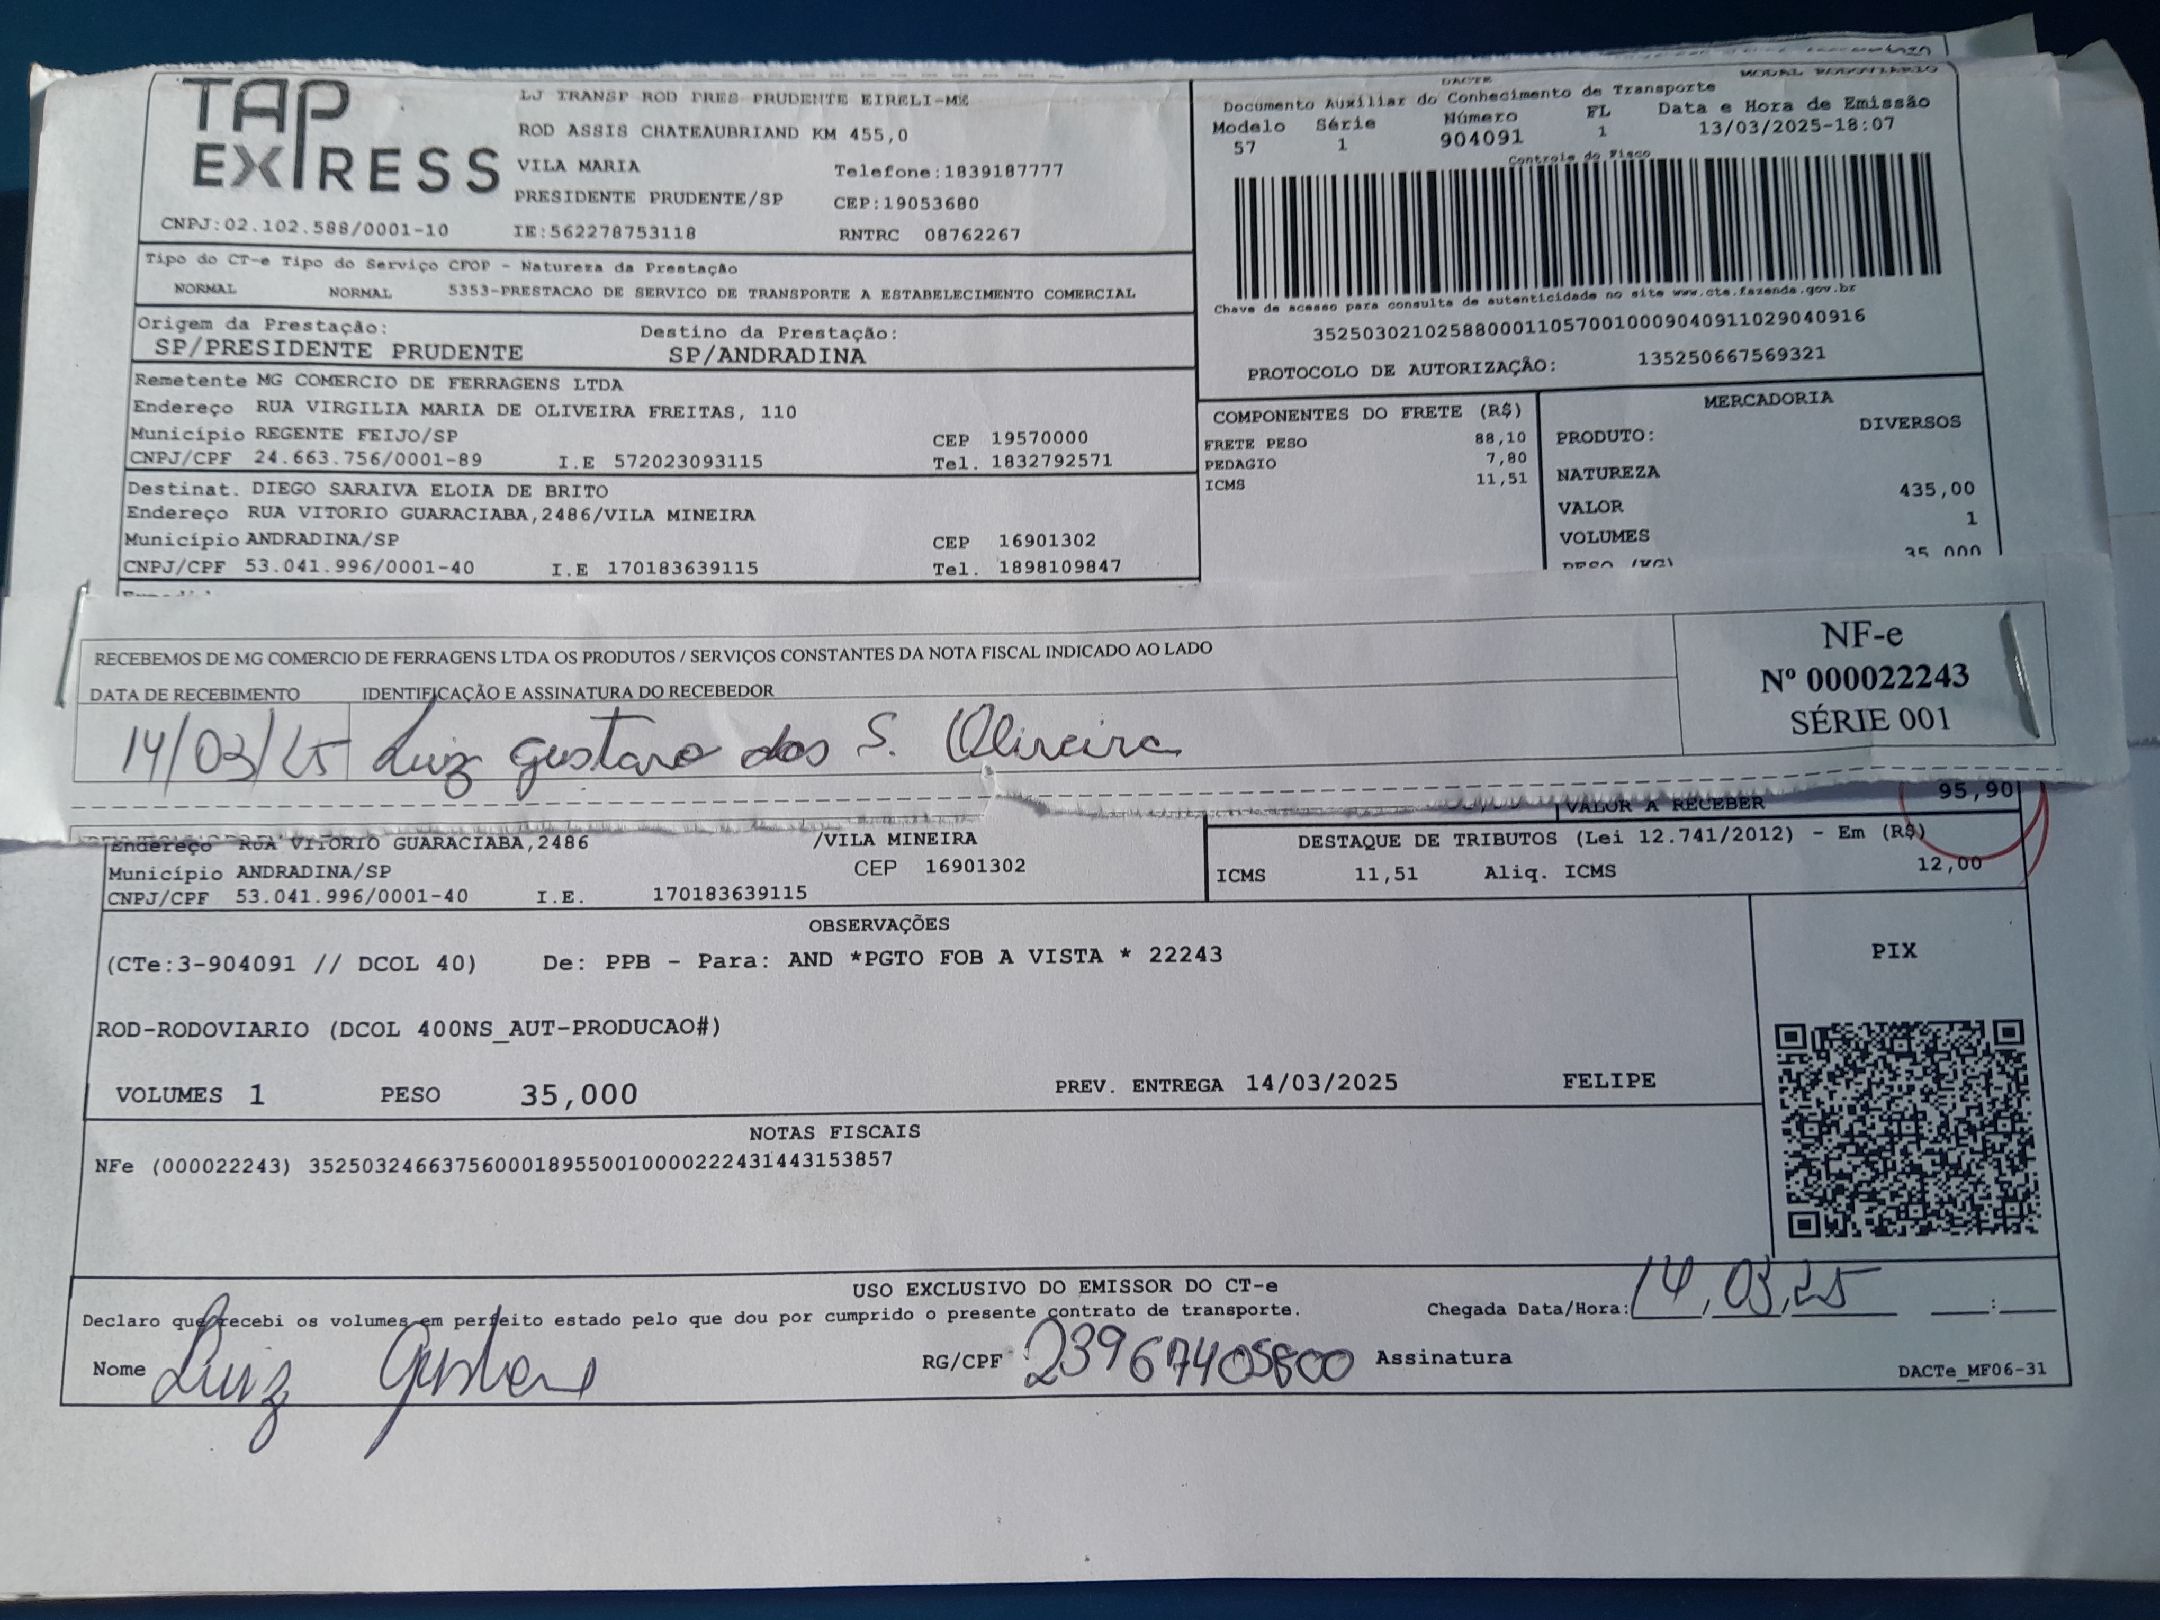 TAP EXPRESS
LJ TRANSP ROD PRES PRUDENTE EIRELI-ME
ROD ASSIS CHATEAUBRIAND KM 455,0
VILA MARIA Telefone:1839187777
PRESIDENTE PRUDENTE/SP CEP:19053680
CNPJ:02.102.588/0001-10 IE:562278753118 RNTRC 08762267
DACTE MODAL RODOVIARIO
Documento Auxiliar do Conhecimento de Transporte
Modelo Série Número FL Data e Hora de Emissão
57 1 904091 1 13/03/2025-18:07
Controle do Fisco
Chave de acesso para consulta de autenticidade no site www.cte.fazenda.gov.br
35250302102588000110570010009040911029040916
PROTOCOLO DE AUTORIZAÇÃO: 135250667569321
Tipo do CT-e Tipo do Serviço CFOP - Natureza da Prestação
NORMAL NORMAL 5353-PRESTACAO DE SERVICO DE TRANSPORTE A ESTABELECIMENTO COMERCIAL
Origem da Prestação: Destino da Prestação:
SP/PRESIDENTE PRUDENTE SP/ANDRADINA
Remetente MG COMERCIO DE FERRAGENS LTDA
Endereço RUA VIRGILIA MARIA DE OLIVEIRA FREITAS, 110
Município REGENTE FEIJO/SP CEP 19570000
CNPJ/CPF 24.663.756/0001-89 I.E 572023093115 Tel. 1832792571
Destinat. DIEGO SARAIVA ELOIA DE BRITO
Endereço RUA VITORIO GUARACIABA,2486/VILA MINEIRA
Município ANDRADINA/SP CEP 16901302
CNPJ/CPF 53.041.996/0001-40 I.E 170183639115 Tel. 1898109847
COMPONENTES DO FRETE (R$)
FRETE PESO 88,10
PEDAGIO 7,80
ICMS 11,51
MERCADORIA
PRODUTO: DIVERSOS
NATUREZA
VALOR 435,00
VOLUMES 1
PESO (KG) 35,000
RECEBEMOS DE MG COMERCIO DE FERRAGENS LTDA OS PRODUTOS / SERVIÇOS CONSTANTES DA NOTA FISCAL INDICADO AO LADO
DATA DE RECEBIMENTO IDENTIFICAÇÃO E ASSINATURA DO RECEBEDOR
14/03/25 Luiz Gustavo dos S. Oliveira
NF-e
Nº 000022243
SÉRIE 001
VALOR A RECEBER 95,90
Endereço RUA VITORIO GUARACIABA,2486 /VILA MINEIRA
Município ANDRADINA/SP CEP 16901302
CNPJ/CPF 53.041.996/0001-40 I.E. 170183639115
DESTAQUE DE TRIBUTOS (Lei 12.741/2012) - Em (R$)
ICMS 11,51 Aliq. ICMS 12,00
OBSERVAÇÕES
(CTe:3-904091 // DCOL 40) De: PPB - Para: AND *PGTO FOB A VISTA * 22243
ROD-RODOVIARIO (DCOL 400NS_AUT-PRODUCAO#)
VOLUMES 1 PESO 35,000 PREV. ENTREGA 14/03/2025 FELIPE
PIX
NOTAS FISCAIS
NFe (000022243) 35250324663756000189550010000222431443153857
USO EXCLUSIVO DO EMISSOR DO CT-e
Declaro que recebi os volumes em perfeito estado pelo que dou por cumprido o presente contrato de transporte. Chegada Data/Hora: 14/03/25 __:__
Nome Luiz Gustavo RG/CPF 23967405800 Assinatura
DACTe_MF06-31